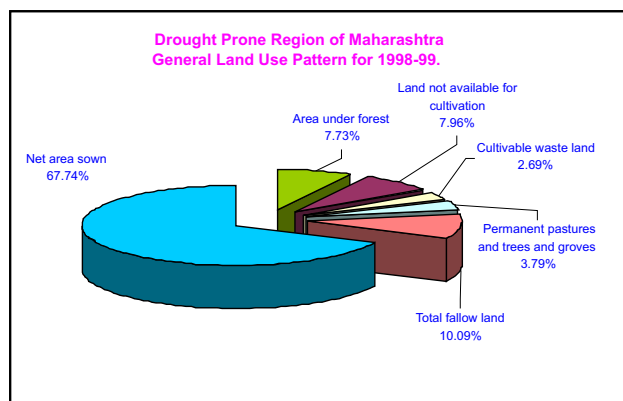 Drought Prone Region of Maharashtra
General Land Use Pattern for 1998-99.
Land not available for
cultivation
7.96%
Area under forest
7.73%
Cultivable waste land
2.69%
Net area sown
67.74%
Permanent pastures
and trees and groves
3.79%
Total fallow land
10.09%